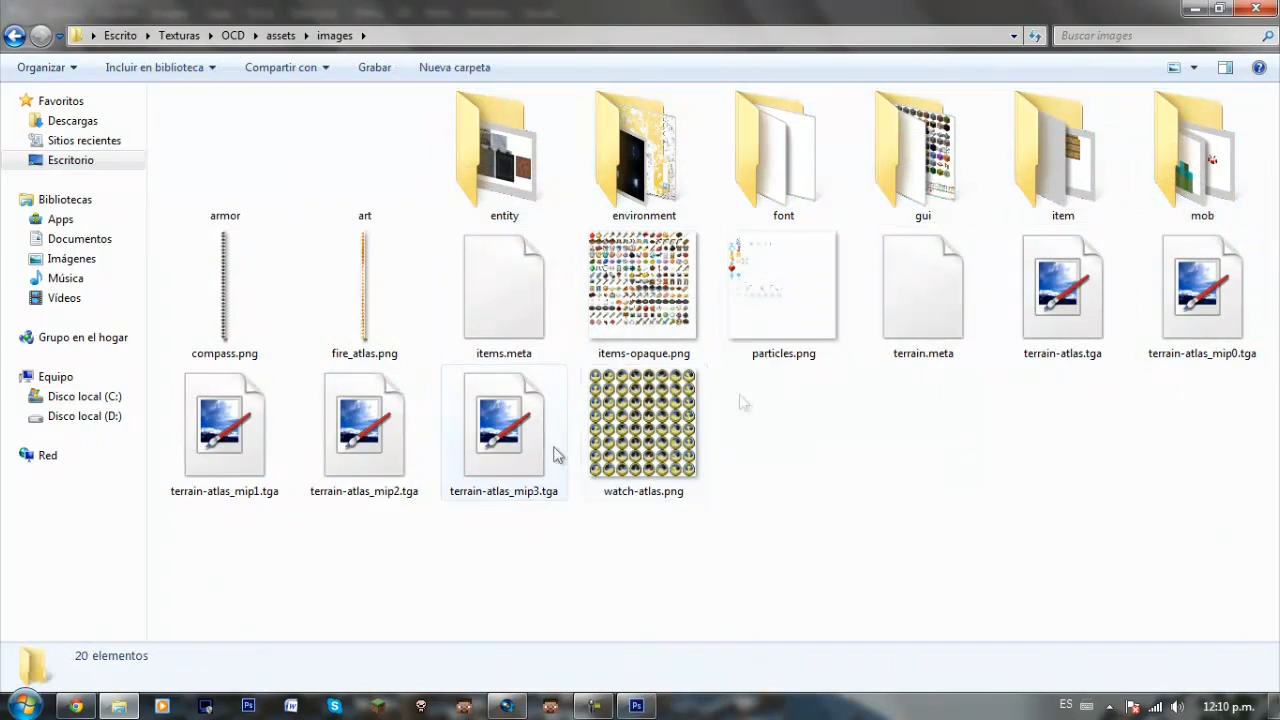 Escrito Texturas OCD assets images
Buscar images
Organizar Incluir en biblioteca Compartir con Grabar Nueva carpeta
Favoritos
Descargas
Sitios recientes
Escritorio
Bibliotecas
Apps
Documentos
Imágenes
Música
Vídeos
Grupo en el hogar
Equipo
Disco local (C:)
Disco local (D:)
Red
armor art entity environment font gui item mob
compass.png fire_atlas.png items.meta items-opaque.png particles.png terrain.meta terrain-atlas.tga terrain-atlas_mip0.tga
terrain-atlas_mip1.tga terrain-atlas_mip2.tga terrain-atlas_mip3.tga watch-atlas.png
20 elementos
ES 12:10 p.m.